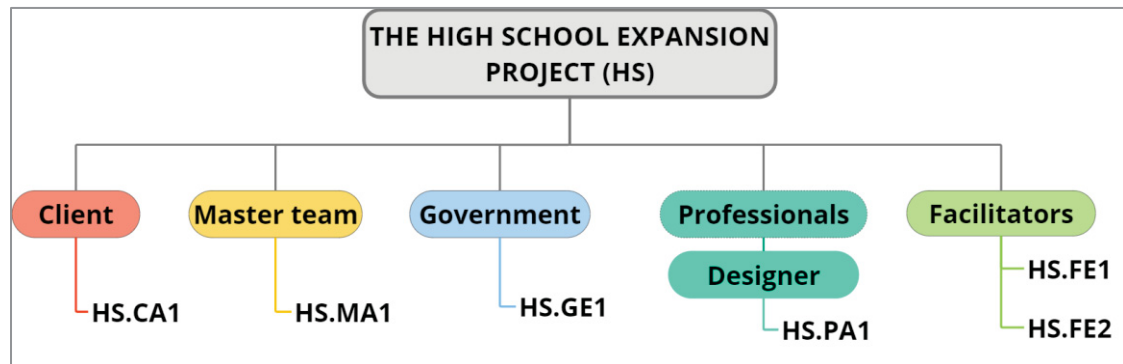 THE HIGH SCHOOL EXPANSION
PROJECT (HS)
Client
Master team
Government
Professionals
Facilitators
Designer
HS.CA1
HS.MA1
HS.GE1
HS.PA1
HS.FE1
HS.FE2